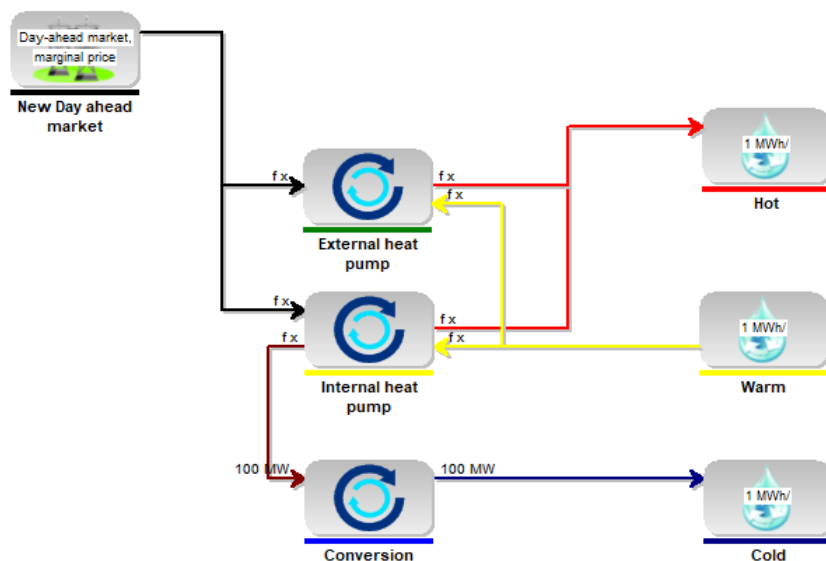 Day-ahead market,
marginal price
New Day ahead
market
f x
f x
f x
External heat
pump
1 MWh/
Hot
f x
f x
f x
f x
Internal heat
pump
1 MWh/
Warm
100 MW
100 MW
Conversion
1 MWh/
Cold